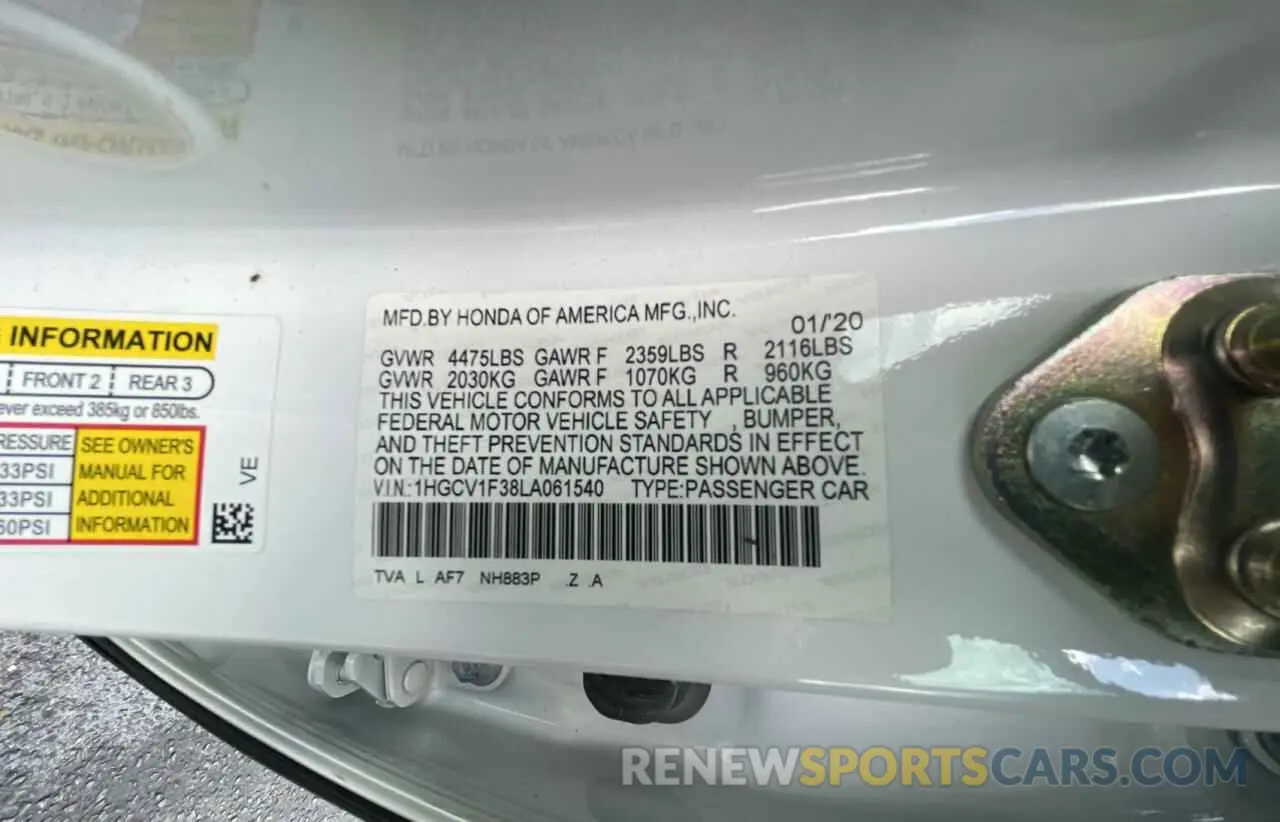 INFORMATION
FRONT 2 REAR 3
ever exceed 385kg or 850lbs.
RESSURE SEE OWNER'S
33PSI MANUAL FOR
33PSI ADDITIONAL
60PSI INFORMATION
VE
MFD.BY HONDA OF AMERICA MFG.,INC.
01/'20
GVWR 4475LBS GAWR F 2359LBS R 2116LBS
GVWR 2030KG GAWR F 1070KG R 960KG
THIS VEHICLE CONFORMS TO ALL APPLICABLE
FEDERAL MOTOR VEHICLE SAFETY , BUMPER,
AND THEFT PREVENTION STANDARDS IN EFFECT
ON THE DATE OF MANUFACTURE SHOWN ABOVE.
V.I.N.:1HGCV1F38LA061540 TYPE:PASSENGER CAR
TVA L AF7 NH883P .Z .A
RENEWSPORTSCARS.COM